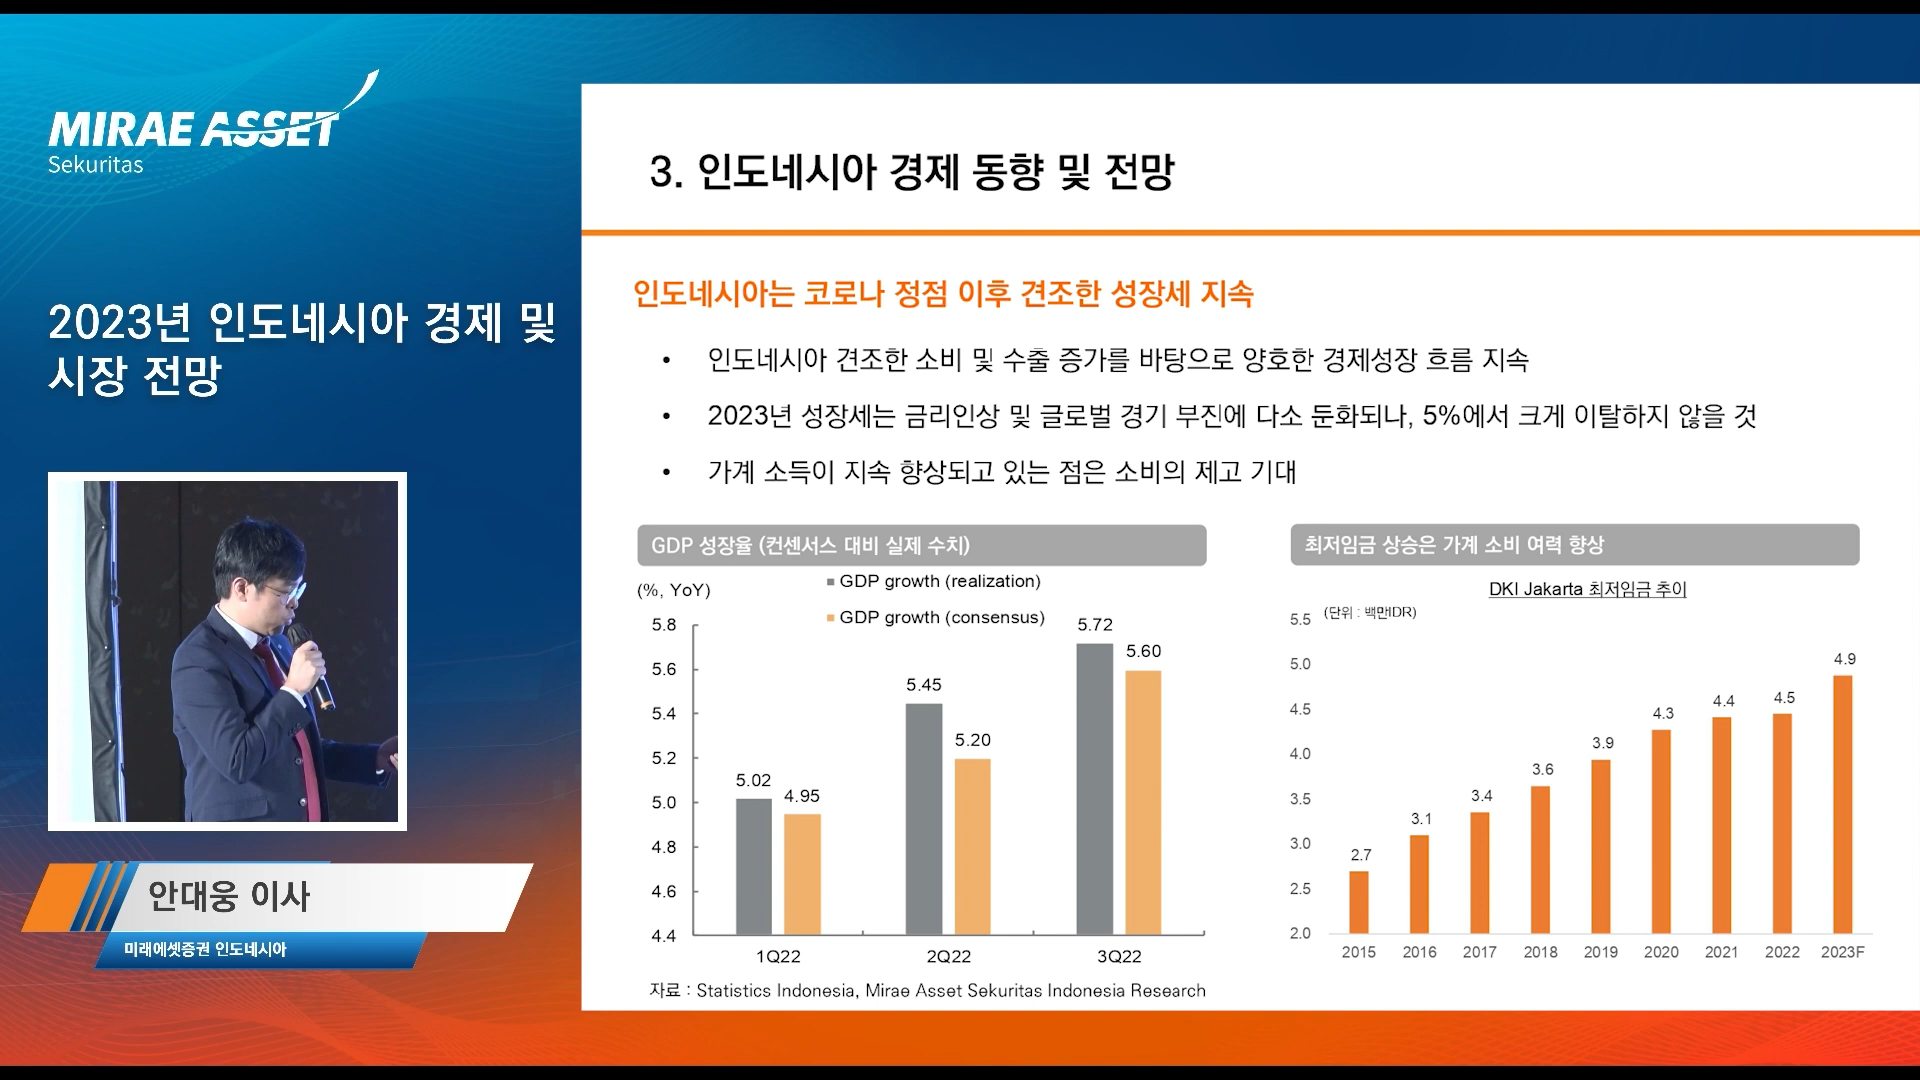 MIRAE ASSET
Sekuritas
2023년 인도네시아 경제 및
시장 전망
안대웅 이사
미래에셋증권 인도네시아
3. 인도네시아 경제 동향 및 전망
인도네시아는 코로나 정점 이후 견조한 성장세 지속
• 인도네시아 견조한 소비 및 수출 증가를 바탕으로 양호한 경제성장 흐름 지속
• 2023년 성장세는 금리인상 및 글로벌 경기 부진에 다소 둔화되나, 5%에서 크게 이탈하지 않을 것
• 가계 소득이 지속 향상되고 있는 점은 소비의 제고 기대
GDP 성장율 (컨센서스 대비 실제 수치)
(%, YoY)
GDP growth (realization)
GDP growth (consensus)
5.8
5.6
5.4
5.2
5.0
4.8
4.6
4.4
5.02
4.95
5.45
5.20
5.72
5.60
1Q22
2Q22
3Q22
자료 : Statistics Indonesia, Mirae Asset Sekuritas Indonesia Research
최저임금 상승은 가계 소비 여력 향상
DKI Jakarta 최저임금 추이
(단위 : 백만IDR)
5.5
5.0
4.5
4.0
3.5
3.0
2.5
2.0
2.7
3.1
3.4
3.6
3.9
4.3
4.4
4.5
4.9
2015
2016
2017
2018
2019
2020
2021
2022
2023F